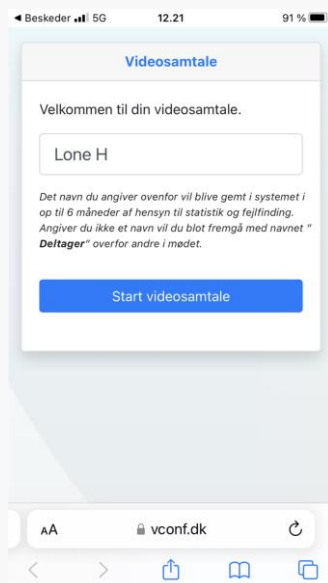 ◀ Beskeder 5G 12.21 91 %
Videosamtale
Velkommen til din videosamtale.
Lone H
Det navn du angiver ovenfor vil blive gemt i systemet i
op til 6 måneder af hensyn til statistik og fejlfinding.
Angiver du ikke et navn vil du blot fremgå med navnet "
Deltager" overfor andre i mødet.
Start videosamtale
AA vconf.dk